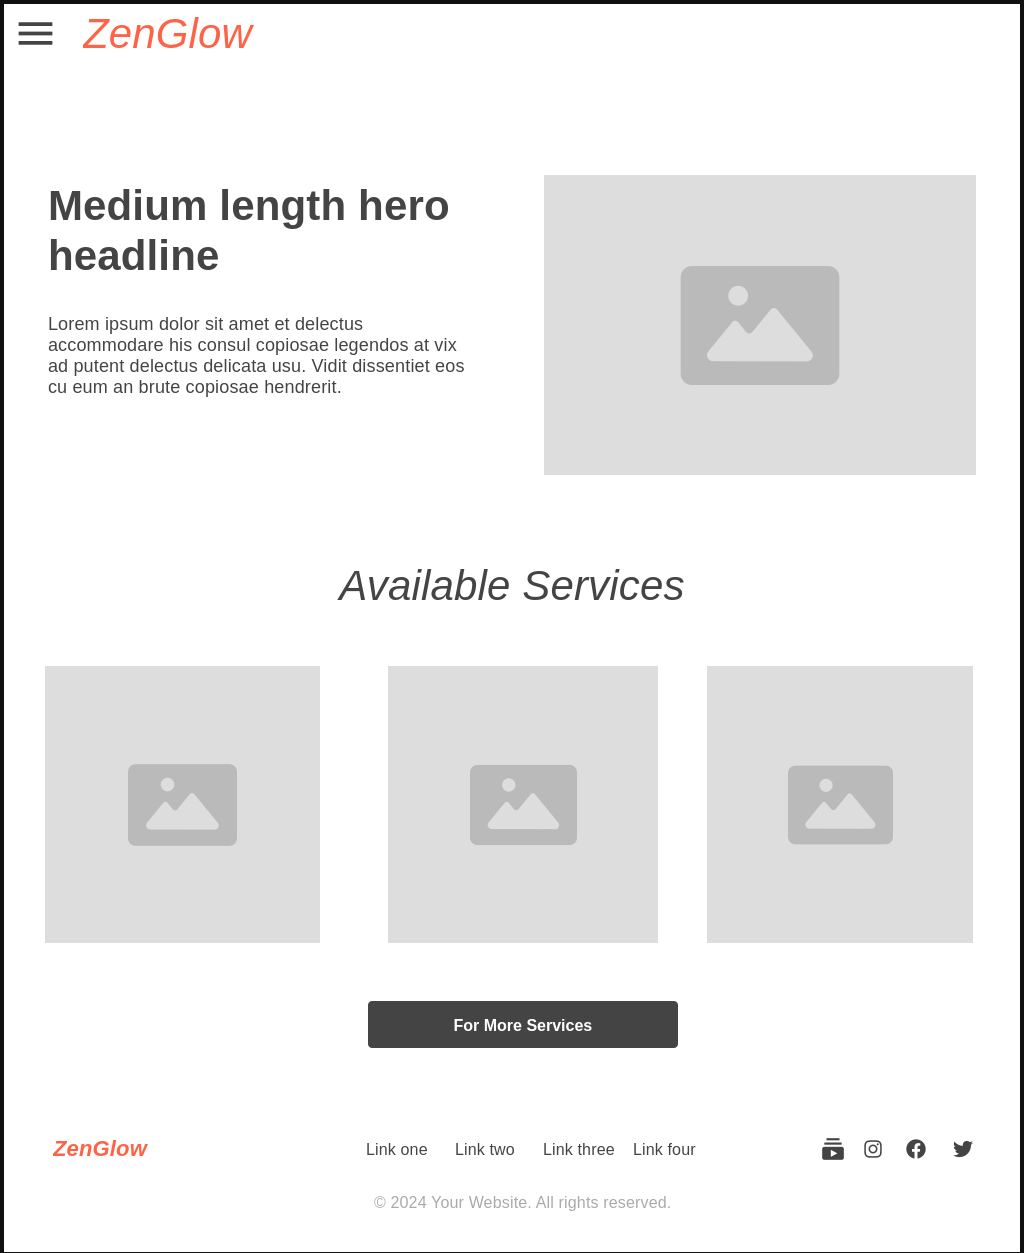 ZenGlow
Medium length hero
headline
Lorem ipsum dolor sit amet et delectus
accommodare his consul copiosae legendos at vix
ad putent delectus delicata usu. Vidit dissentiet eos
cu eum an brute copiosae hendrerit.
Available Services
For More Services
ZenGlow
Link one
Link two
Link three
Link four
© 2024 Your Website. All rights reserved.